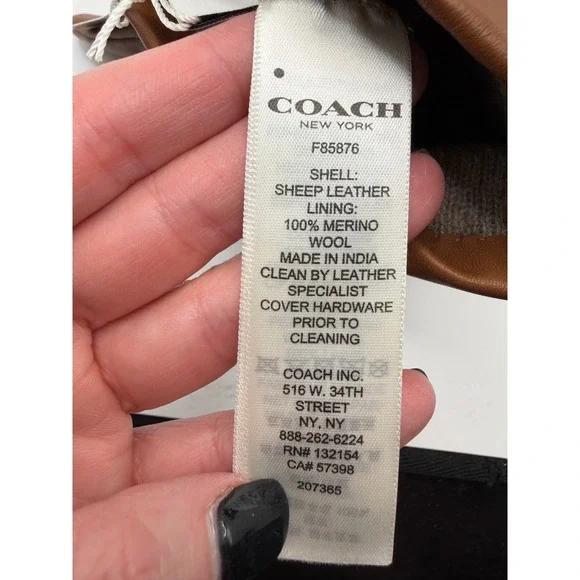 COACH
NEW YORK
F85876
SHELL:
SHEEP LEATHER
LINING:
100% MERINO
WOOL
MADE IN INDIA
CLEAN BY LEATHER
SPECIALIST
COVER HARDWARE
PRIOR TO
CLEANING
COACH INC.
516 W. 34TH
STREET
NY, NY
888-262-6224
RN# 132154
CA# 57398
207365